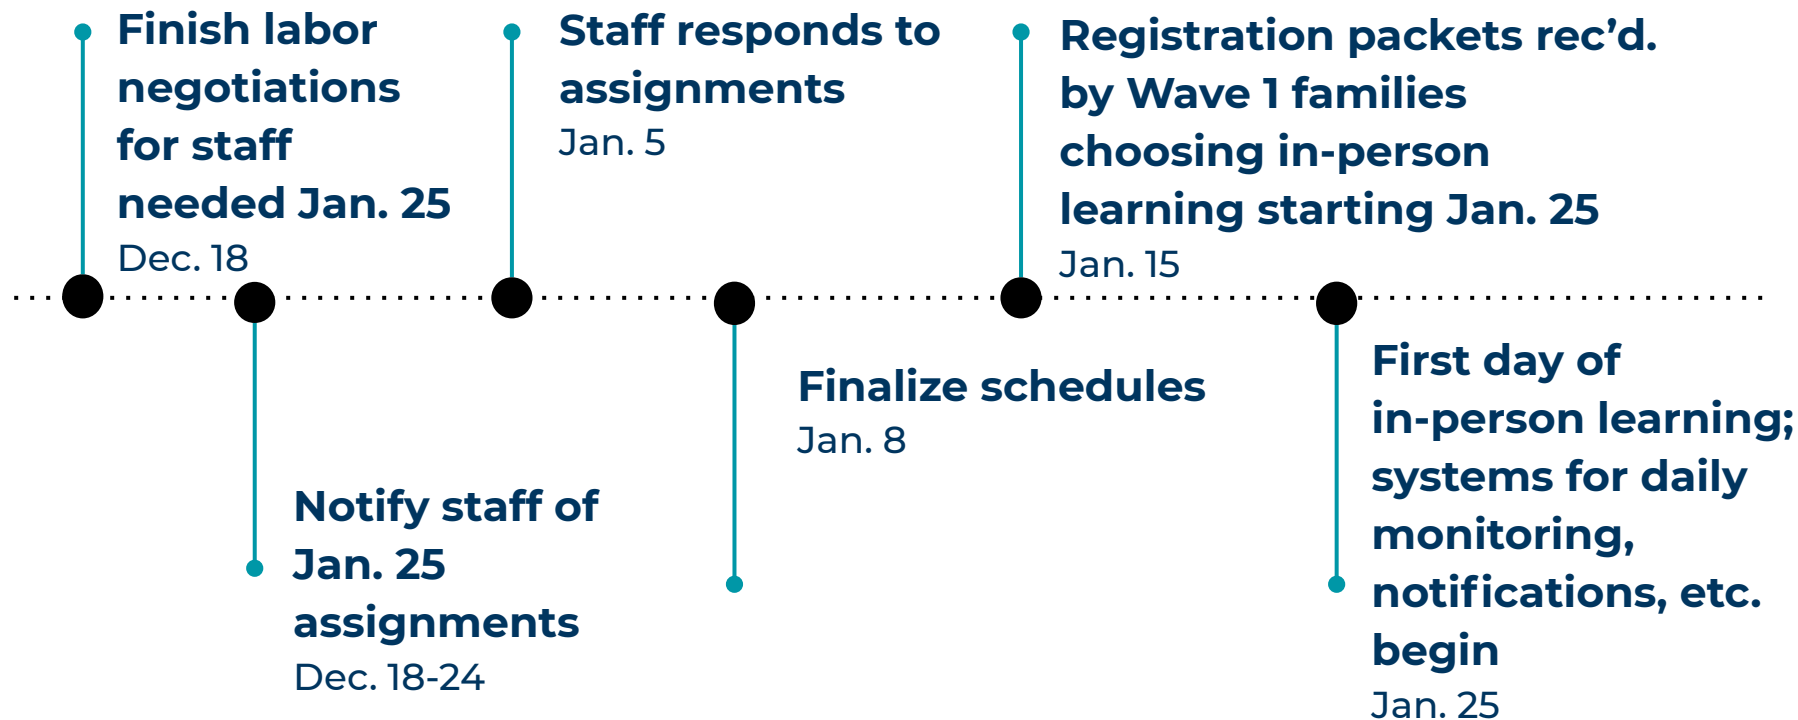 Finish labor
negotiations
for staff
needed Jan. 25
Dec. 18
Notify staff of
Jan. 25
assignments
Dec. 18-24
Staff responds to
assignments
Jan. 5
Finalize schedules
Jan. 8
Registration packets rec’d.
by Wave 1 families
choosing in-person
learning starting Jan. 25
Jan. 15
First day of
in-person learning;
systems for daily
monitoring,
notifications, etc.
begin
Jan. 25